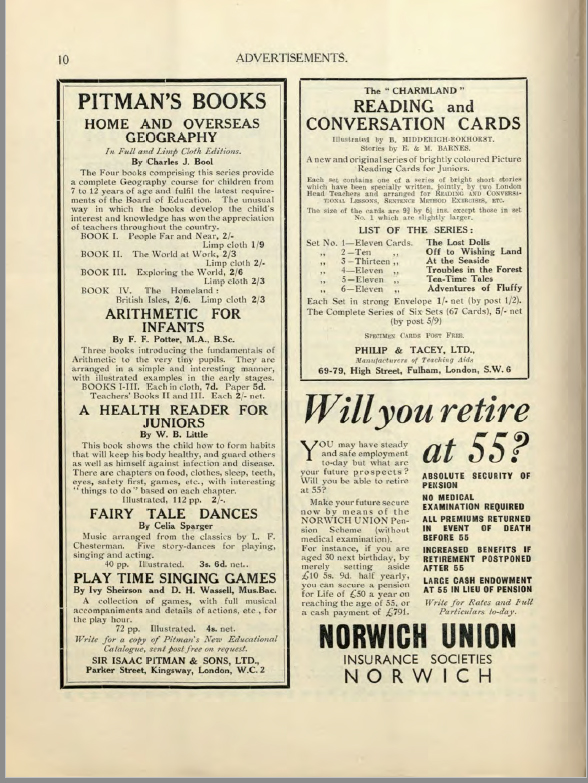 10
ADVERTISEMENTS.
PITMAN'S BOOKS
HOME AND OVERSEAS
GEOGRAPHY
In Full and Limp Cloth Editions.
By Charles J. Bool
The Four books comprising this series provide
a complete Geography course for children from
7 to 12 years of age and fulfil the latest require-
ments of the Board of Education. The unusual
way in which the books develop the child's
interest and knowledge has won the appreciation
of teachers throughout the country.
BOOK I. People Far and Near, 2/-
Limp cloth 1/9
BOOK II. The World at Work, 2/3
Limp cloth 2/-
BOOK III. Exploring the World, 2/6
Limp cloth 2/3
BOOK IV. The Homeland:
British Isles, 2/6. Limp cloth 2/3
ARITHMETIC FOR
INFANTS
By F. F. Potter, M.A., B.Sc.
Three books introducing the fundamentals of
Arithmetic to the very tiny pupils. They are
arranged in a simple and interesting manner,
with illustrated examples in the early stages.
BOOKS I-III. Each in cloth, 7d. Paper 5d.
Teachers' Books II and III. Each 2/- net.
A HEALTH READER FOR
JUNIORS
By W. B. Little
This book shows the child how to form habits
that will keep his body healthy, and guard others
as well as himself against infection and disease.
There are chapters on food, clothes, sleep, teeth,
eyes, safety first, games, etc., with interesting
"things to do" based on each chapter.
Illustrated, 112 pp. 2/-.
FAIRY TALE DANCES
By Celia Sparger
Music arranged from the classics by L. F.
Chesterman. Five story-dances for playing,
singing and acting.
40 pp. Illustrated. 3s. 6d. net..
PLAY TIME SINGING GAMES
By Ivy Sheirson and D. H. Wassell, Mus.Bac.
A collection of games, with full musical
accompaniments and details of actions, etc, for
the play hour.
72 pp. Illustrated. 4s. net.
Write for a copy of Pitman's New Educational
Catalogue, sent post free on request.
SIR ISAAC PITMAN & SONS, LTD.,
Parker Street, Kingsway, London, W.C. 2
The "CHARMLAND"
READING and
CONVERSATION CARDS
Illustrated by B. MIDDERIGH-BOKHORST.
Stories by E. & M. BARNES.
A new and original series of brightly coloured Picture
Reading Cards for Juniors.
Each set contains one of a series of bright short stories
which have been specially written, jointly, by two London
Head Teachers and arranged for READING AND CONVERSA-
TIONAL LESSONS, SENTENCE METHOD EXERCISES, ETC.
The size of the cards are 9½ by 6½ ins. except those in set
No. 1 which are slightly larger.
LIST OF THE SERIES:
Set No. 1—Eleven Cards. The Lost Dolls
,, 2—Ten ,, Off to Wishing Land
,, 3—Thirteen ,, At the Seaside
,, 4—Eleven ,, Troubles in the Forest
,, 5—Eleven ,, Tea-Time Tales
,, 6—Eleven ,, Adventures of Fluffy
Each Set in strong Envelope 1/- net (by post 1/2).
The Complete Series of Six Sets (67 Cards), 5/- net
(by post 5/9)
SPECIMEN CARDS POST FREE.
PHILIP & TACEY, LTD.,
Manufacturers of Teaching Aids
69-79, High Street, Fulham, London, S.W. 6
Will you retire
at 55?
YOU may have steady
and safe employment
to-day but what are
your future prospects?
Will you be able to retire
at 55?
Make your future secure
now by means of the
NORWICH UNION Pen-
sion Scheme (without
medical examination).
For instance, if you are
aged 30 next birthday, by
merely setting aside
£10 5s. 9d. half yearly,
you can secure a pension
for Life of £50 a year on
reaching the age of 55, or
a cash payment of £791.
ABSOLUTE SECURITY OF
PENSION
NO MEDICAL
EXAMINATION REQUIRED
ALL PREMIUMS RETURNED
IN EVENT OF DEATH
BEFORE 55
INCREASED BENEFITS IF
RETIREMENT POSTPONED
AFTER 55
LARGE CASH ENDOWMENT
AT 55 IN LIEU OF PENSION
Write for Rates and Full
Particulars to-day.
NORWICH UNION
INSURANCE SOCIETIES
NORWICH